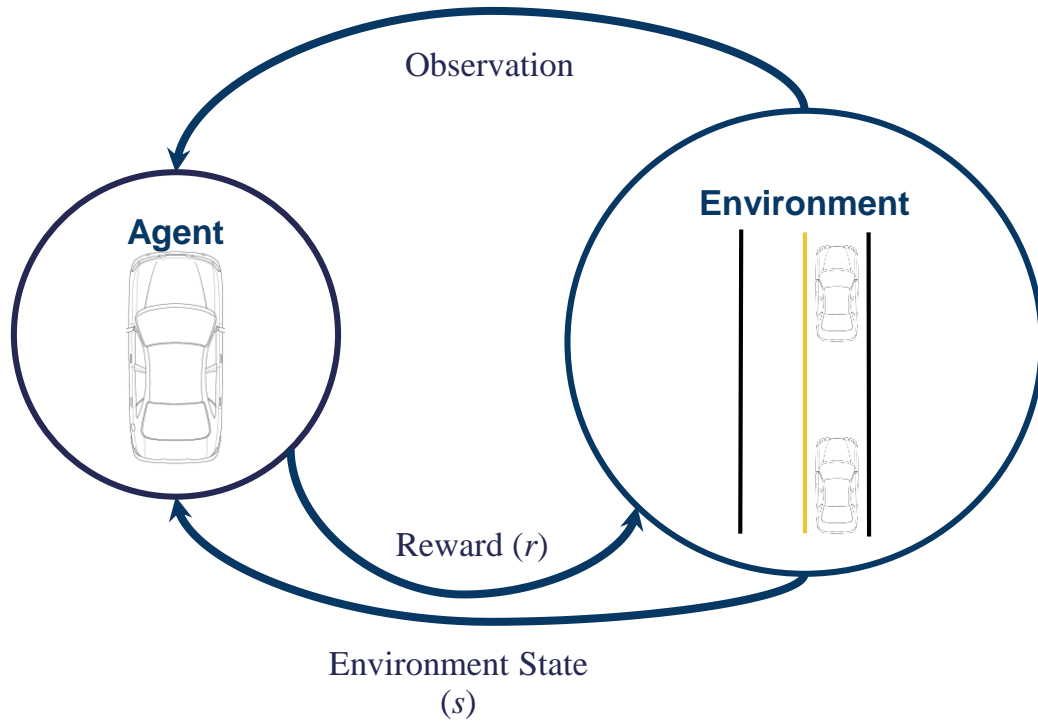 Observation
Agent
Environment
Reward (r)
Environment State
(s)